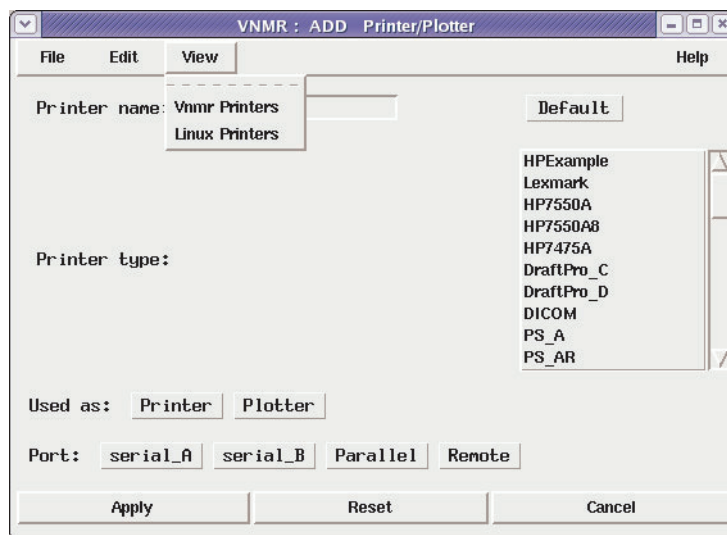 VNMR : ADD Printer/Plotter
File Edit View Help
Vnmr Printers
Linux Printers
Printer name: Default
HPExample
Lexmark
HP7550A
HP7550A8
HP7475A
DraftPro_C
DraftPro_D
DICOM
PS_A
PS_AR
Printer type:
Used as: Printer Plotter
Port: serial_A serial_B Parallel Remote
Apply Reset Cancel